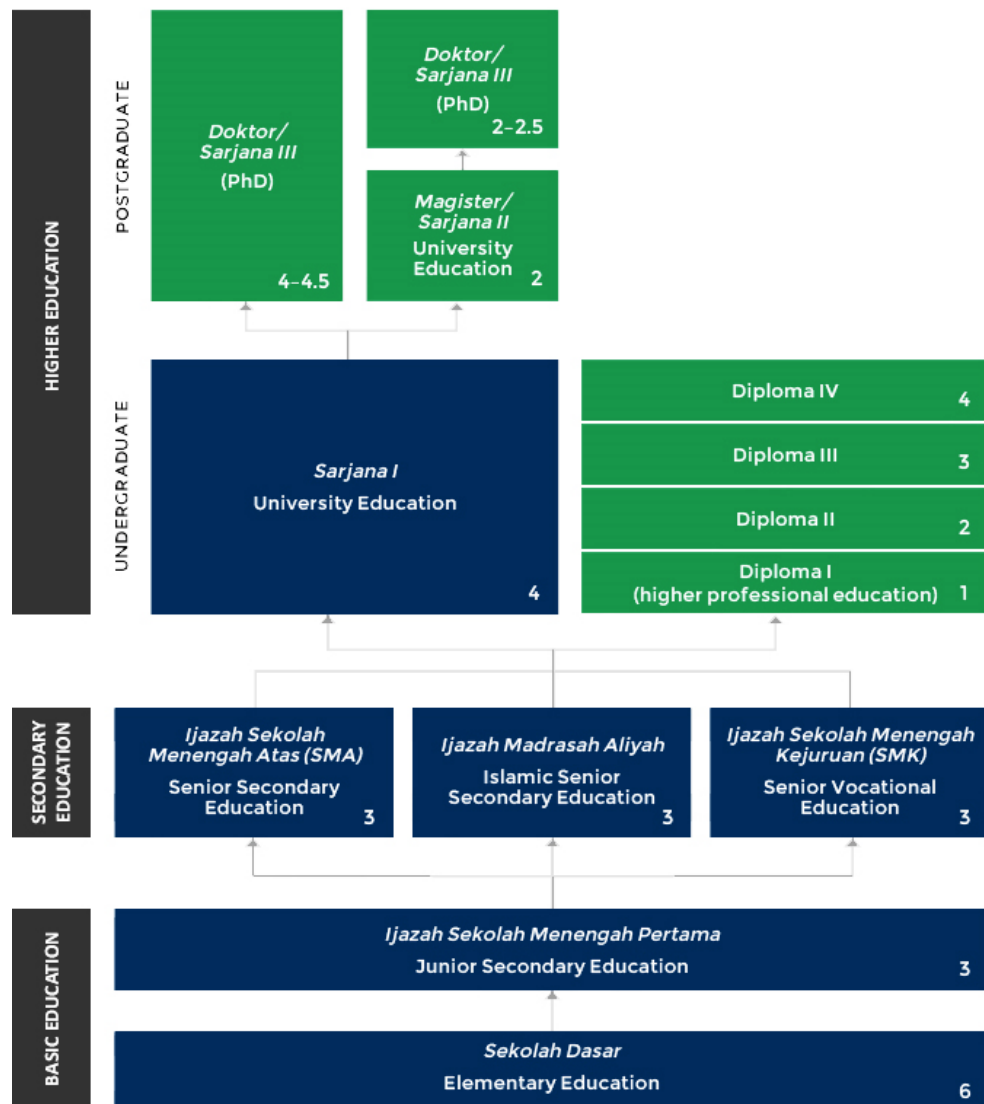 HIGHER EDUCATION
POSTGRADUATE
Doktor/
Sarjana III
(PhD)
4–4.5
Doktor/
Sarjana III
(PhD)
2–2.5
Magister/
Sarjana II
University
Education
2
UNDERGRADUATE
Sarjana I
University Education
4
Diploma IV
4
Diploma III
3
Diploma II
2
Diploma I
(higher professional education)
1
SECONDARY
EDUCATION
Ijazah Sekolah
Menengah Atas (SMA)
Senior Secondary
Education
3
Ijazah Madrasah Aliyah
Islamic Senior
Secondary Education
3
Ijazah Sekolah Menengah
Kejuruan (SMK)
Senior Vocational
Education
3
BASIC EDUCATION
Ijazah Sekolah Menengah Pertama
Junior Secondary Education
3
Sekolah Dasar
Elementary Education
6